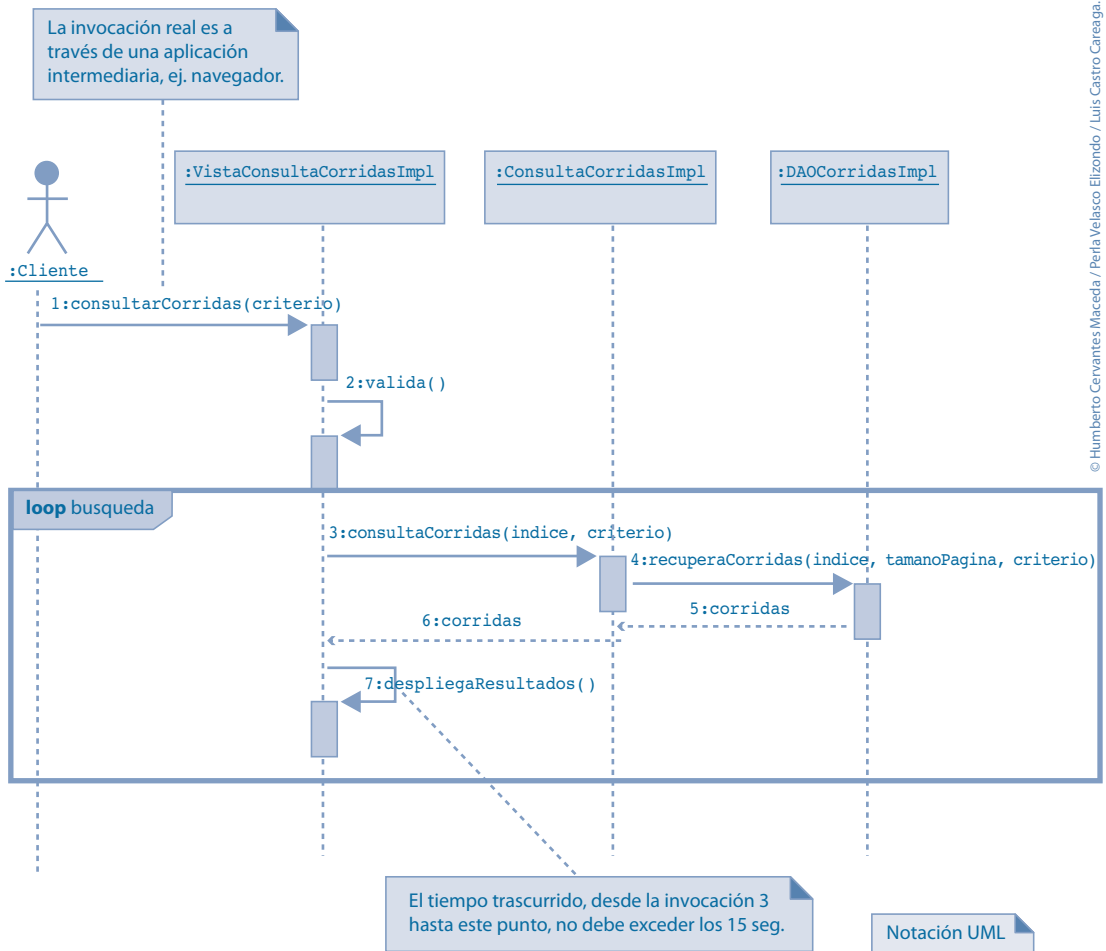 La invocación real es a
través de una aplicación
intermediaria, ej. navegador.
© Humberto Cervantes Maceda / Perla Velasco Elizondo / Luis Castro Careaga.
:VistaConsultaCorridasImpl
:ConsultaCorridasImpl
:DAOCorridasImpl
:Cliente
1:consultarCorridas(criterio)
2:valida()
loop busqueda
3:consultaCorridas(indice, criterio)
4:recuperaCorridas(indice, tamanoPagina, criterio)
5:corridas
6:corridas
7:despliegaResultados()
El tiempo trascurrido, desde la invocación 3
hasta este punto, no debe exceder los 15 seg.
Notación UML